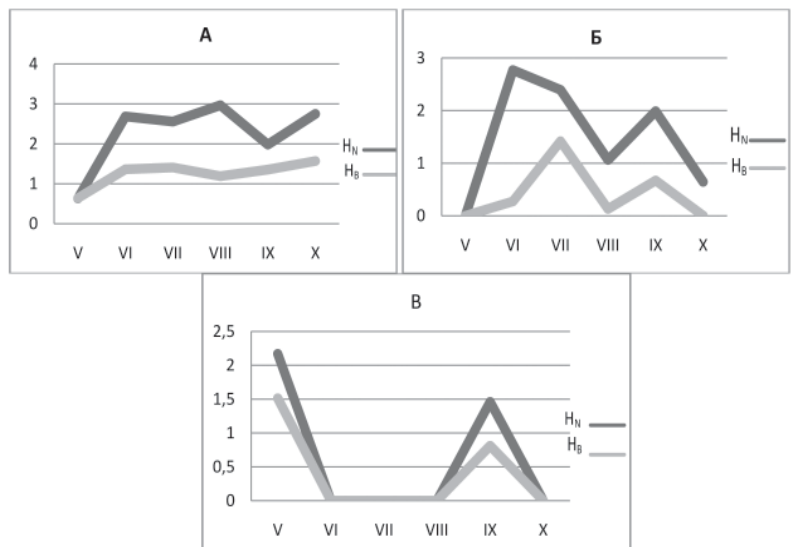 А
4
3
2
1
0
V VI VII VIII IX X
H_N
H_B
Б
3
2
1
0
V VI VII VIII IX X
H_N
H_B
В
2,5
2
1,5
1
0,5
0
V VI VII VIII IX X
H_N
H_B